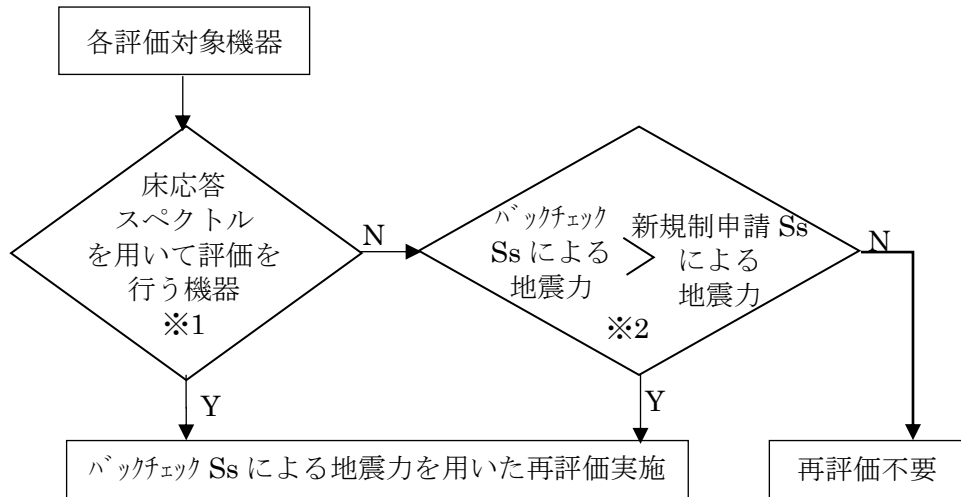 各評価対象機器
床応答
スペクトル
を用いて評価を
行う機器
※1
N
Y
バックチェック
Ss による
地震力
>
新規制申請 Ss
による
地震力
※2
N
Y
バックチェック Ss による地震力を用いた再評価実施
再評価不要